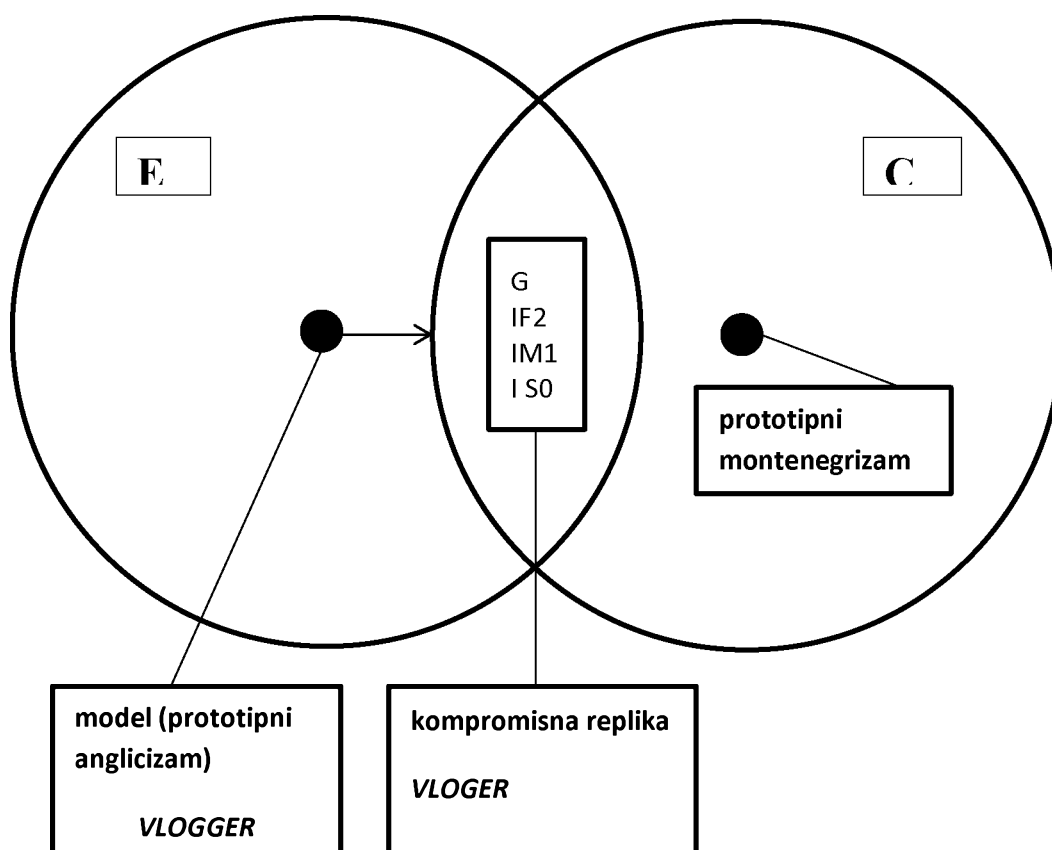 E
C
G
IF2
IM1
I S0
prototipni
montenegrizam
model (prototipni
anglicizam)
VLOGGER
kompromisna replika
VLOGER